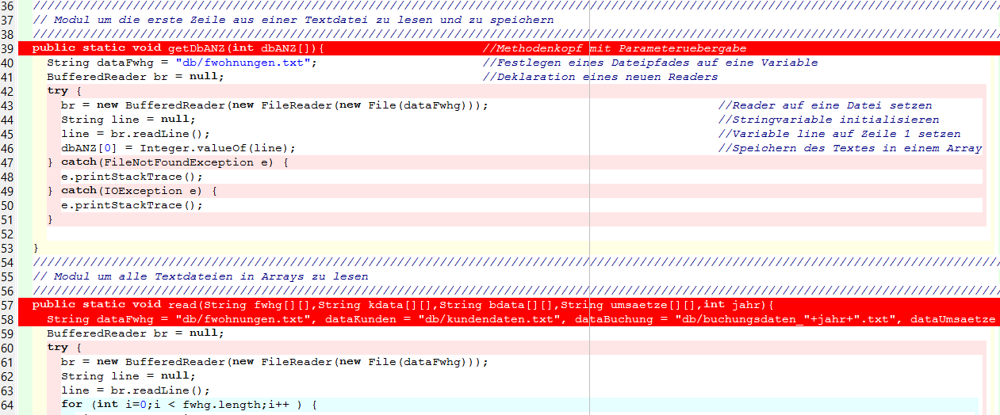 36 ////////////////////////////////////////////////////////////////////////////////////////////////////////////////////////////////////////
37 // Modul um die erste Zeile aus einer Textdatei zu lesen und zu speichern
38 ////////////////////////////////////////////////////////////////////////////////////////////////////////////////////////////////////////
39 public static void getDbANZ(int dbANZ[]){ //Methodenkopf mit Parameteruebergabe
40 String dataFwhg = "db/fwohnungen.txt"; //Festlegen eines Dateipfades auf eine Variable
41 BufferedReader br = null; //Deklaration eines neuen Readers
42 try {
43 br = new BufferedReader(new FileReader(new File(dataFwhg))); //Reader auf eine Datei setzen
44 String line = null; //Stringvariable initialisieren
45 line = br.readLine(); //Variable line auf Zeile 1 setzen
46 dbANZ[0] = Integer.valueOf(line); //Speichern des Textes in einem Array
47 } catch(FileNotFoundException e) {
48 e.printStackTrace();
49 } catch(IOException e) {
50 e.printStackTrace();
51 }
52
53 }
54 ////////////////////////////////////////////////////////////////////////////////////////////////////////////////////////////////////////
55 // Modul um alle Textdateien in Arrays zu lesen
56 ////////////////////////////////////////////////////////////////////////////////////////////////////////////////////////////////////////
57 public static void read(String fwhg[][],String kdata[][],String bdata[][],String umsaetze[][],int jahr){
58 String dataFwhg = "db/fwohnungen.txt", dataKunden = "db/kundendaten.txt", dataBuchung = "db/buchungsdaten_"+jahr+".txt", dataUmsaetze
59 BufferedReader br = null;
60 try {
61 br = new BufferedReader(new FileReader(new File(dataFwhg)));
62 String line = null;
63 line = br.readLine();
64 for (int i=0;i < fwhg.length;i++ ) {